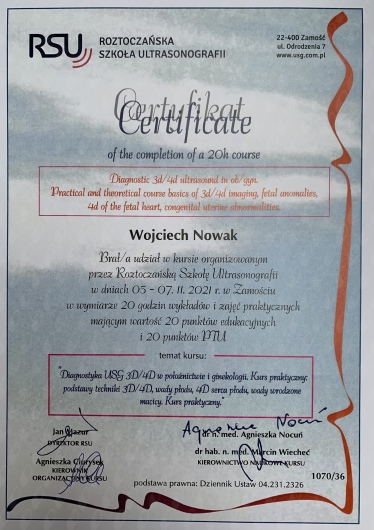 RSU ROZTOCZAŃSKA
SZKOŁA ULTRASONOGRAFII
22-400 Zamość
ul. Odrodzenia 7
www.usg.com.pl
Certyfikat
Certificate
of the completion of a 20h course
Diagnostic 3d/4d ultrasound in ob/gyn.
Practical and theoretical course basics of 3d/4d imaging, fetal anomalies,
4d of the fetal heart, congenital uterine abnormalities.
Wojciech Nowak
Brał/a udział w kursie organizowanym
przez Roztoczańską Szkołę Ultrasonografii
w dniach 05 - 07. 11. 2021 r. w Zamościu
w wymiarze 20 godzin wykładów i zajęć praktycznych
mającym wartość 20 punktów edukacyjnych
i 20 punktów PTU
temat kursu:
"Diagnostyka USG 3D/4D w położnictwie i ginekologii. Kurs praktyczny:
podstawy techniki 3D/4D, wady płodu, 4D serca płodu, wady wrodzone
macicy. Kurs praktyczny."
Agnieszka Nocuń
Jan Mazur
DYREKTOR RSU
dr n. med. Agnieszka Nocuń
dr hab. n. med. Marcin Wiecheć
KIEROWNICTWO NAUKOWE KURSU
Agnieszka
KIEROWNIK
ORGANIZACYJNY KURSU
1070/36
podstawa prawna: Dziennik Ustaw 04.231.2326